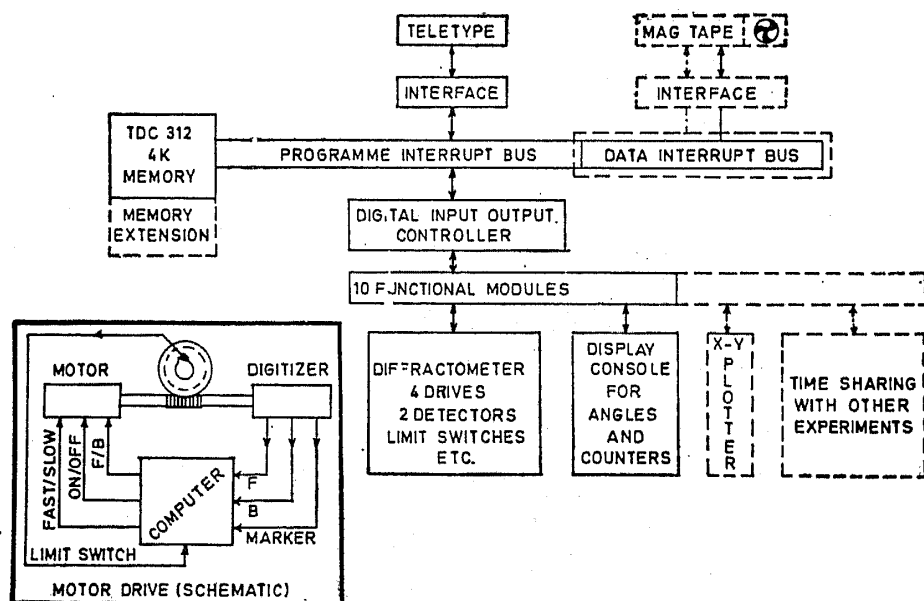 TELETYPE
MAG TAPE
INTERFACE
INTERFACE
TDC 312
4K
MEMORY
PROGRAMME INTERRUPT BUS
DATA INTERRUPT BUS
MEMORY
EXTENSION
DIGITAL INPUT OUTPUT
CONTROLLER
10 FUNCTIONAL MODULES
DIFFRACTOMETER
4 DRIVES
2 DETECTORS
LIMIT SWITCHES
ETC.
DISPLAY
CONSOLE
FOR
ANGLES
AND
COUNTERS
X-Y
PLOTTER
TIME SHARING
WITH OTHER
EXPERIMENTS
MOTOR
DIGITIZER
FAST/SLOW
ON/OFF
F/B
COMPUTER
F
B
MARKER
LIMIT SWITCH
MOTOR DRIVE (SCHEMATIC)